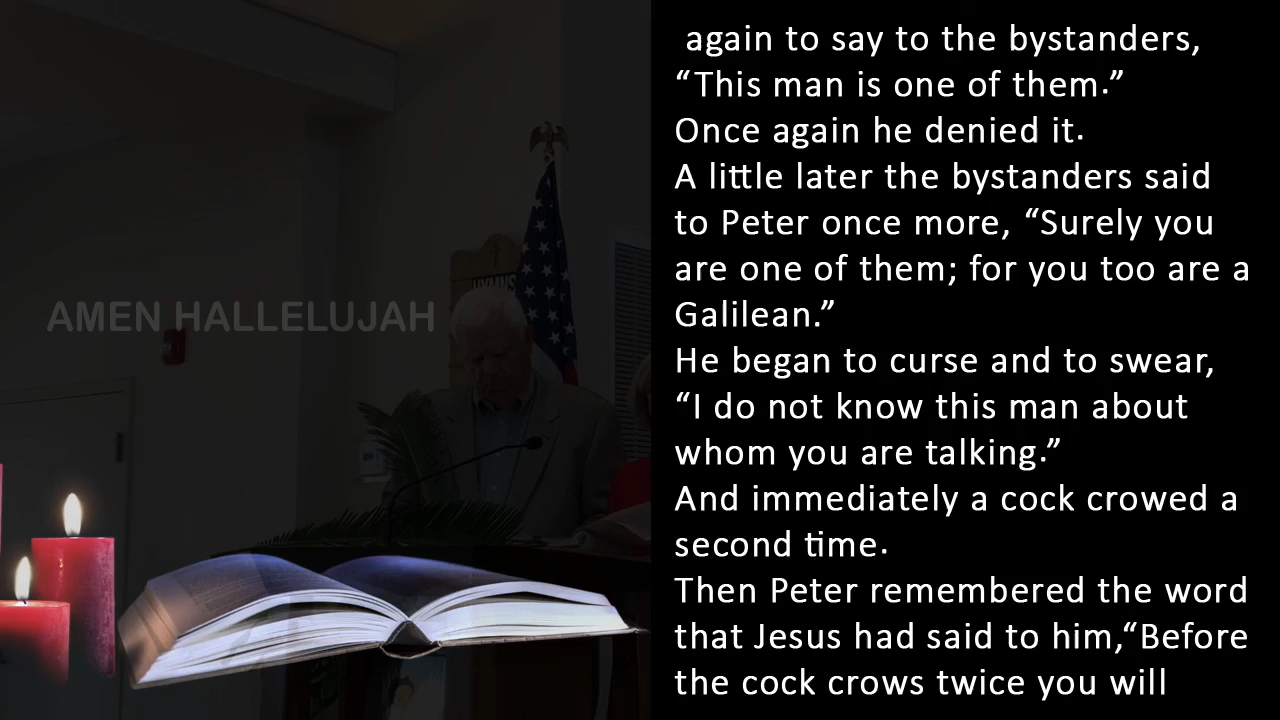 again to say to the bystanders,
“This man is one of them.”
Once again he denied it.
A little later the bystanders said
to Peter once more, “Surely you
are one of them; for you too are a
Galilean.”
He began to curse and to swear,
“I do not know this man about
whom you are talking.”
And immediately a cock crowed a
second time.
Then Peter remembered the word
that Jesus had said to him,“Before
the cock crows twice you will
AMEN HALLELUJAH
HYMNS